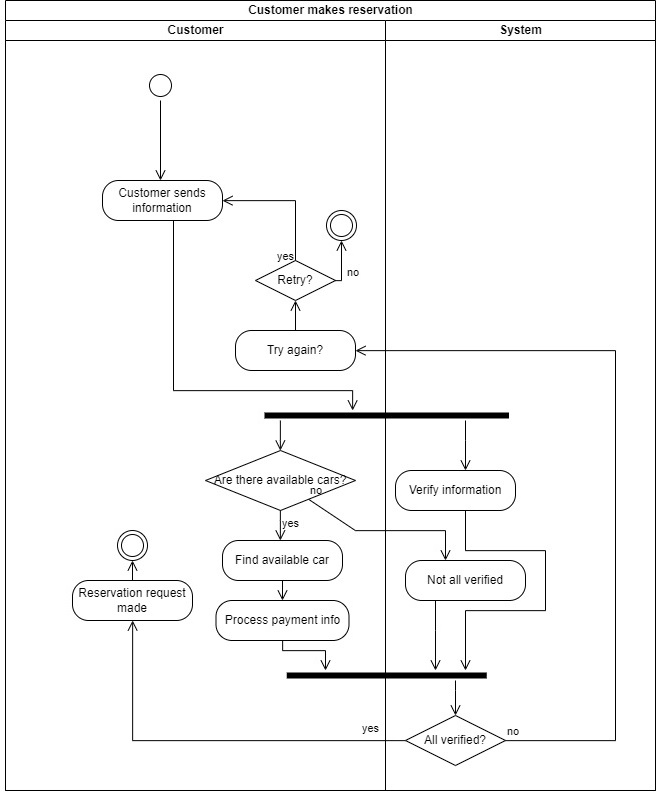 Customer makes reservation
Customer
System
Customer sends
information
yes
no
Retry?
Try again?
Are there available cars?
no
Verify information
yes
Find available car
Not all verified
Reservation request
made
Process payment info
yes
no
All verified?